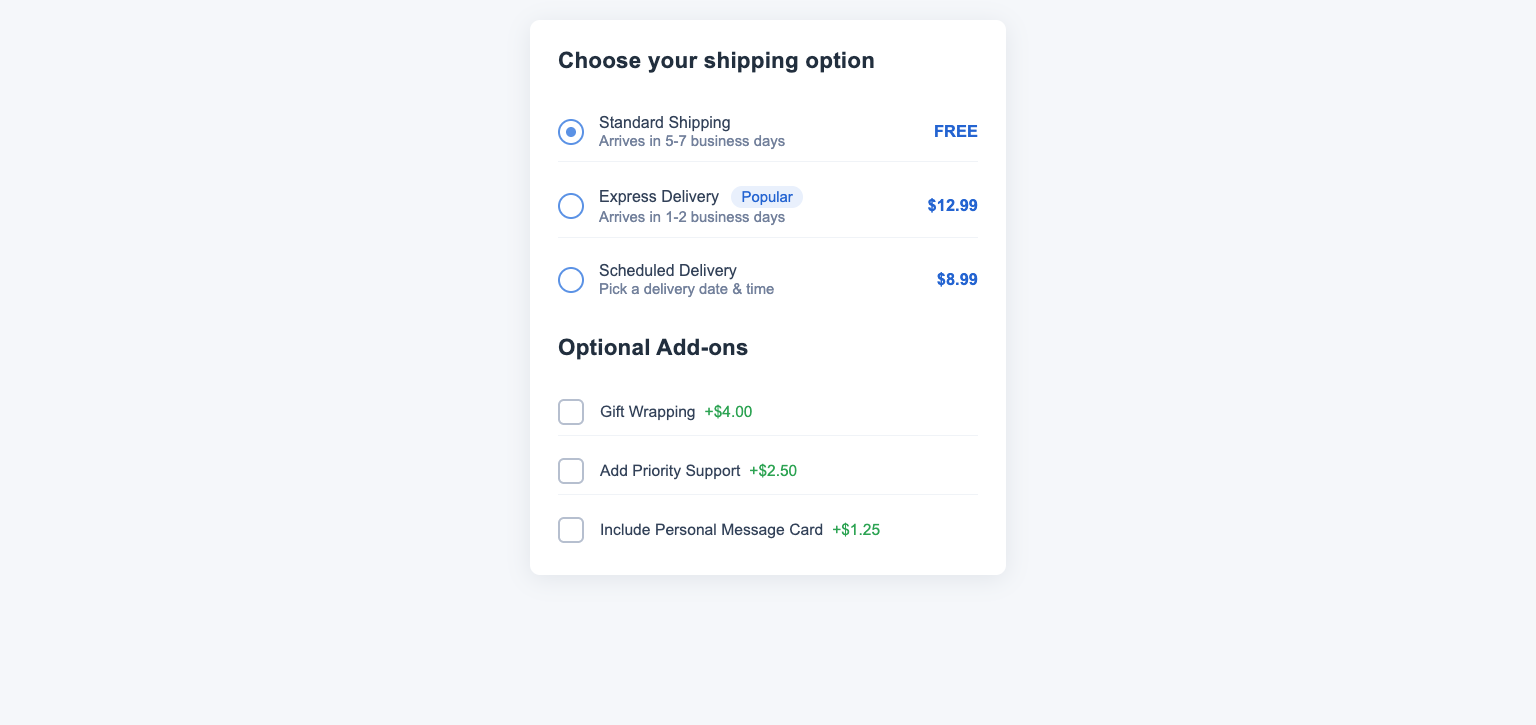 Choose your shipping option
Standard Shipping FREE
Arrives in 5-7 business days
Express Delivery Popular $12.99
Arrives in 1-2 business days
Scheduled Delivery $8.99
Pick a delivery date & time
Optional Add-ons
Gift Wrapping +$4.00
Add Priority Support +$2.50
Include Personal Message Card +$1.25